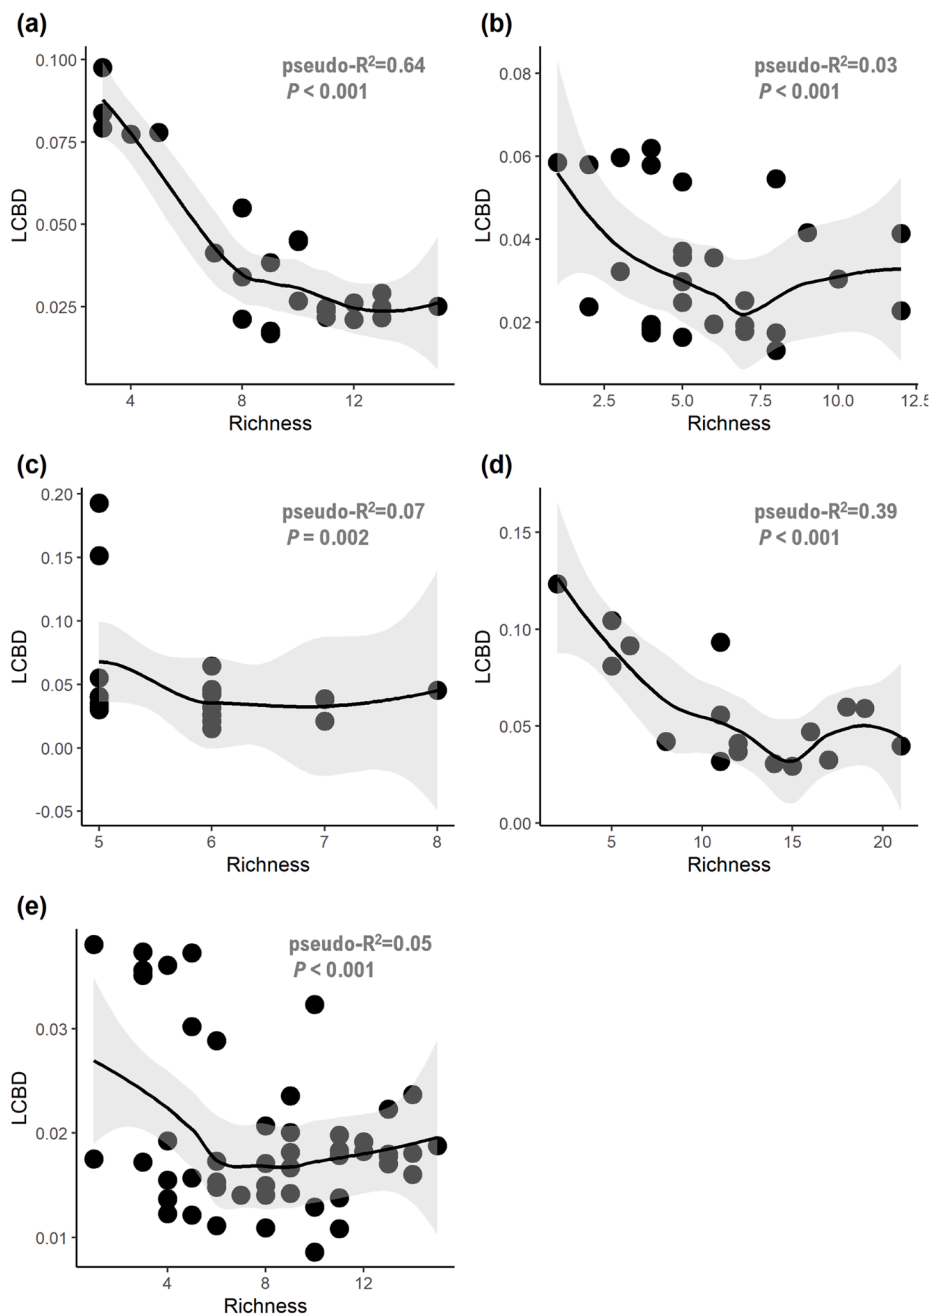 (a)
pseudo-R²=0.64
P < 0.001
0.100
0.075
0.050
0.025
LCBD
4
8
12
Richness
(b)
pseudo-R²=0.03
P < 0.001
0.08
0.06
0.04
0.02
LCBD
2.5
5.0
7.5
10.0
12.5
Richness
(c)
pseudo-R²=0.07
P = 0.002
0.20
0.15
0.10
0.05
0.00
-0.05
LCBD
5
6
7
8
Richness
(d)
pseudo-R²=0.39
P < 0.001
0.15
0.10
0.05
0.00
LCBD
5
10
15
20
Richness
(e)
pseudo-R²=0.05
P < 0.001
0.03
0.02
0.01
LCBD
4
8
12
Richness